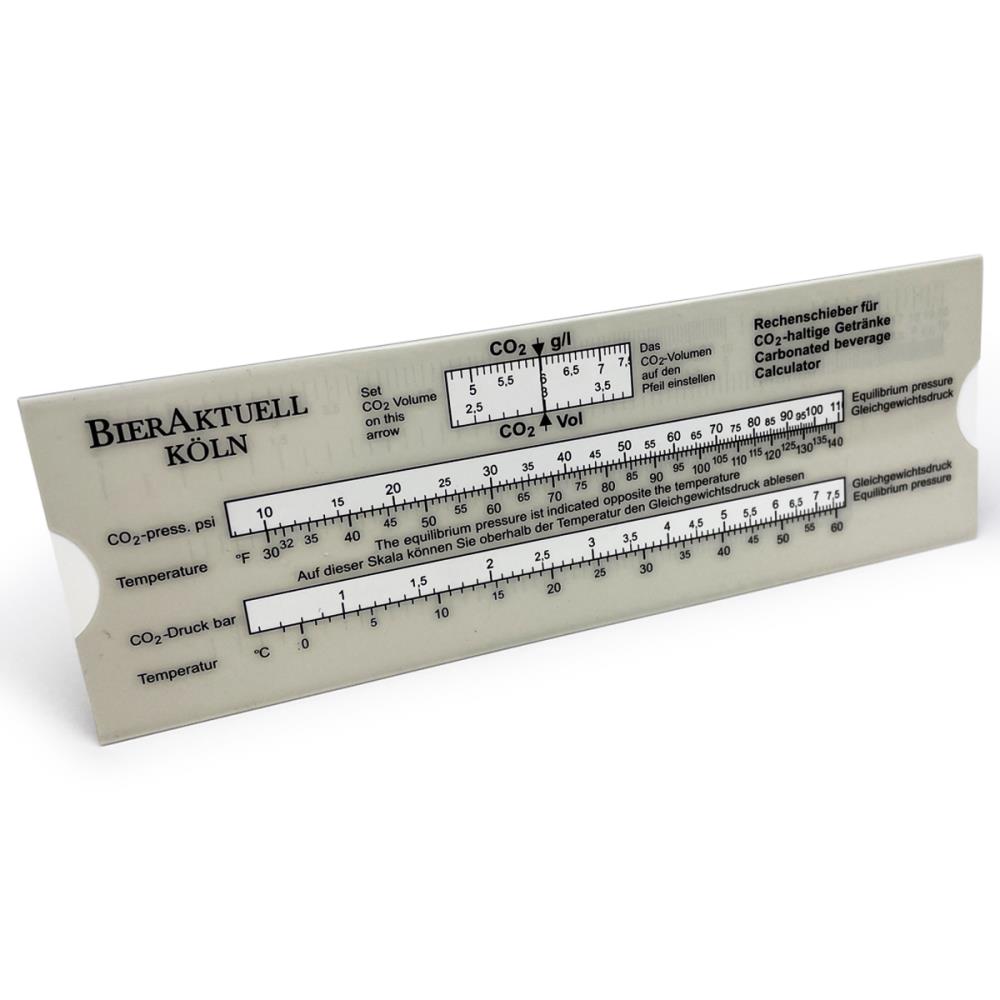 BIERAKTUELL
KÖLN
Set
CO2 Volume
on this
arrow
CO2 g/l
5 5,5 6 6,5 7 7,5
2,5 3 3,5
CO2 Vol
Das
CO2-Volumen
auf den
Pfeil einstellen
Rechenschieber für
CO2-haltige Getränke
Carbonated beverage
Calculator
Equilibrium pressure
Gleichgewichtsdruck
CO2-press. psi
10 15 20 25 30 35 40 45 50 55 60 65 70 75 80 85 90 95 100 11
Temperature
°F 30 32 35 40 45 50 55 60 65 70 75 80 85 90 95 100 105 110 115 120 125 130 135 140
The equilibrium pressure is indicated opposite the temperature
Auf dieser Skala können Sie oberhalb der Temperatur den Gleichgewichtsdruck ablesen
Gleichgewichtsdruck
Equilibrium pressure
CO2-Druck bar
1 1,5 2 2,5 3 3,5 4 4,5 5 5,5 6 6,5 7 7,5
Temperatur
°C 0 5 10 15 20 25 30 35 40 45 50 55 60